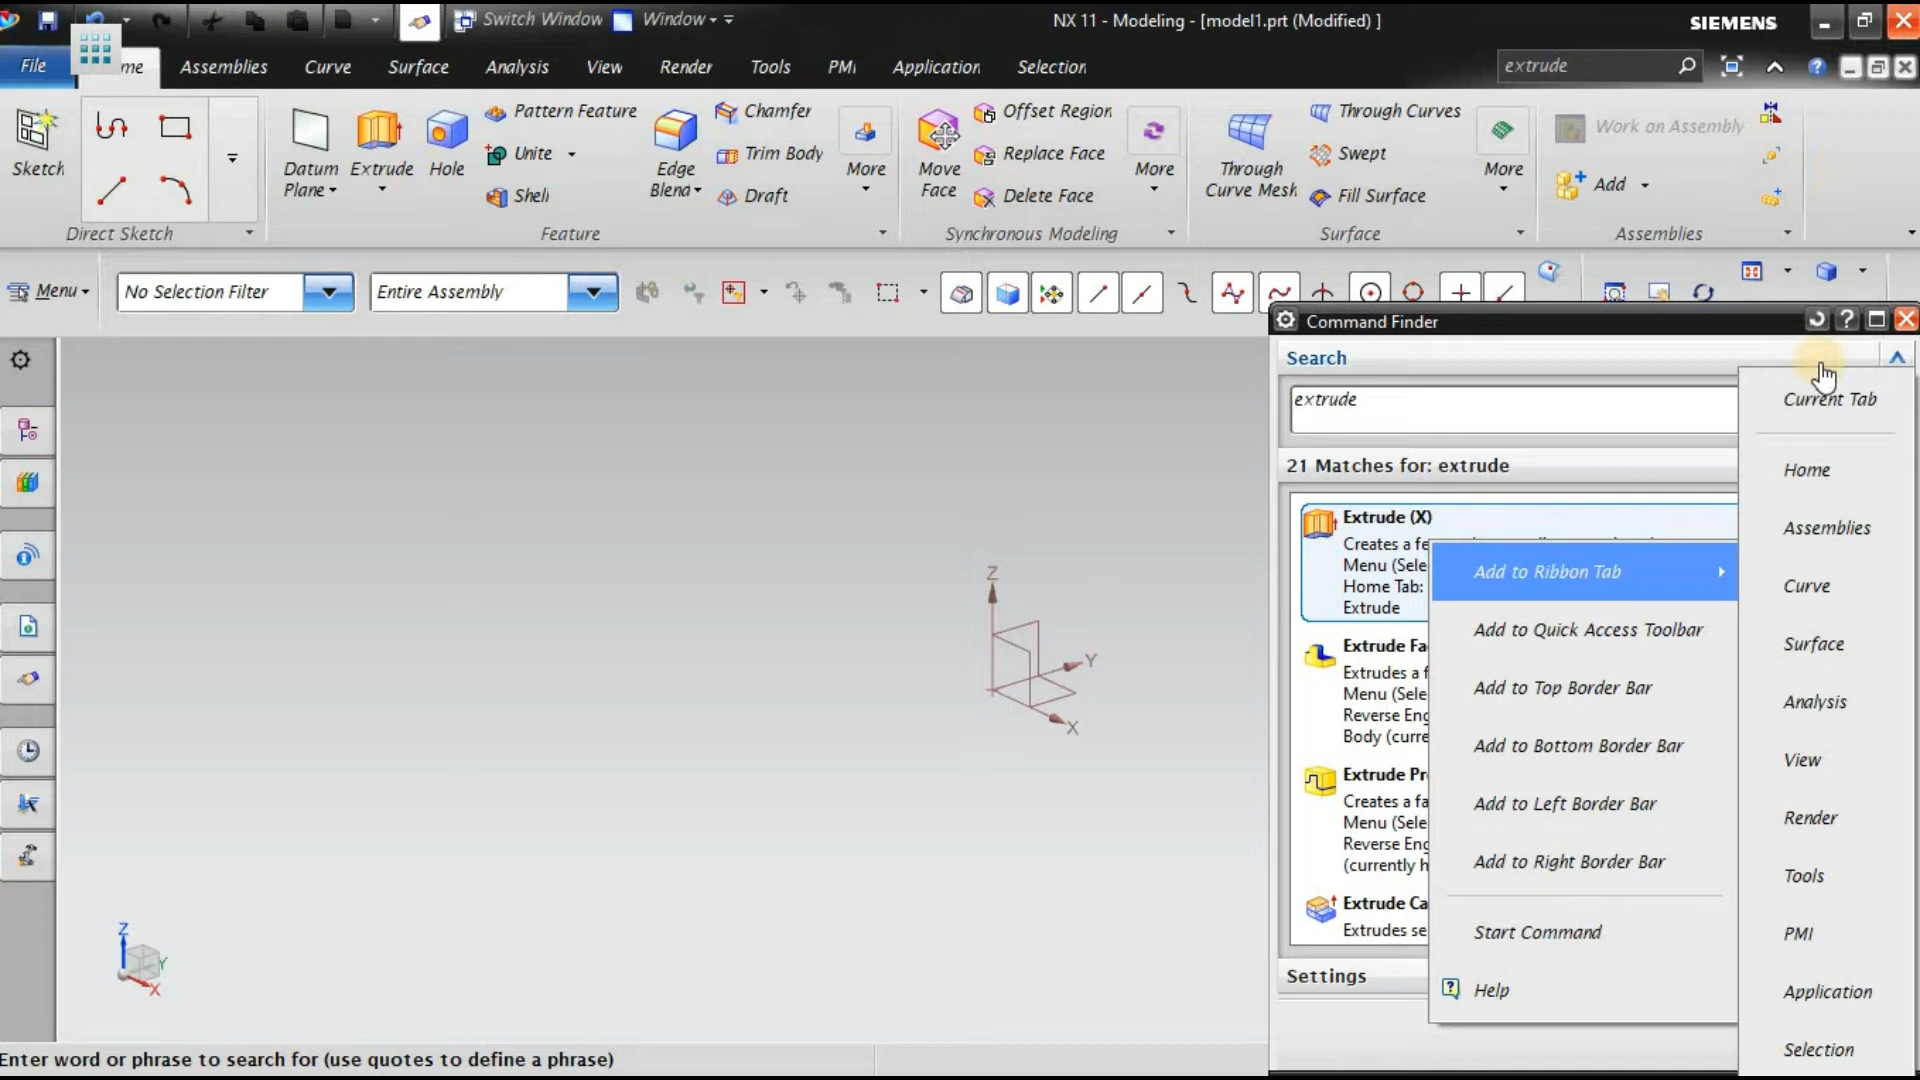 Switch Window
Window
NX 11 - Modeling - [model1.prt (Modified) ]
SIEMENS
File
me
Assemblies
Curve
Surface
Analysis
View
Render
Tools
PMI
Application
Selection
extrude
Sketch
Datum
Plane
Extrude
Hole
Pattern Feature
Unite
Shell
Edge
Blend
Chamfer
Trim Body
Draft
More
Move
Face
Offset Region
Replace Face
Delete Face
More
Through
Curve Mesh
Through Curves
Swept
Fill Surface
More
Work on Assembly
Add
Direct Sketch
Feature
Synchronous Modeling
Surface
Assemblies
Menu
No Selection Filter
Entire Assembly
Command Finder
Search
extrude
21 Matches for: extrude
Extrude (X)
Creates a fe
Menu (Sele
Home Tab:
Extrude
Extrude Fa
Extrudes a f
Menu (Sele
Reverse Eng
Body (curre
Extrude Pr
Creates a fa
Menu (Sele
Reverse Eng
(currently h
Extrude Ca
Extrudes se
Settings
Add to Ribbon Tab
Add to Quick Access Toolbar
Add to Top Border Bar
Add to Bottom Border Bar
Add to Left Border Bar
Add to Right Border Bar
Start Command
Help
Current Tab
Home
Assemblies
Curve
Surface
Analysis
View
Render
Tools
PMI
Application
Selection
Z
Y
X
Z
Y
X
Enter word or phrase to search for (use quotes to define a phrase)